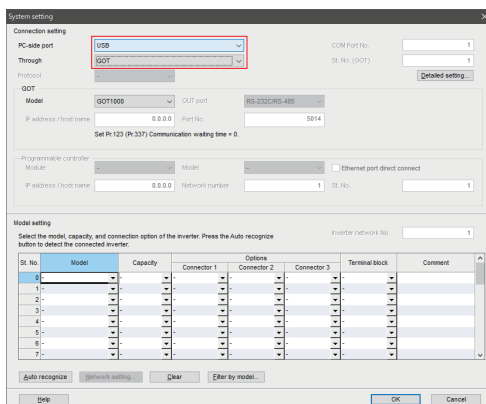 System setting
Connection setting
PC-side port USB COM Port No. 1
Through GOT St. No. (GOT) 1
Protocol - Detailed setting...
GOT
Model GOT1000 OUT port RS-232C/RS-485
IP address / host name 0.0.0.0 Port No. 5014
Set Pr.123 (Pr.337) Communication waiting time = 0.
Programmable controller
Module - Model - Ethernet port direct connect
IP address / host name 0.0.0.0 Network number 1 St. No. 1
Model setting
Select the model, capacity, and connection option of the inverter. Press the Auto recognize
button to detect the connected inverter.
Inverter network No. 1
St. No. Model Capacity Options Terminal block Comment
Connector 1 Connector 2 Connector 3
0 - - - - - -
1 - - - - - -
2 - - - - - -
3 - - - - - -
4 - - - - - -
5 - - - - - -
6 - - - - - -
7 - - - - - -
Auto recognize Network setting... Clear Filter by model...
Help OK Cancel